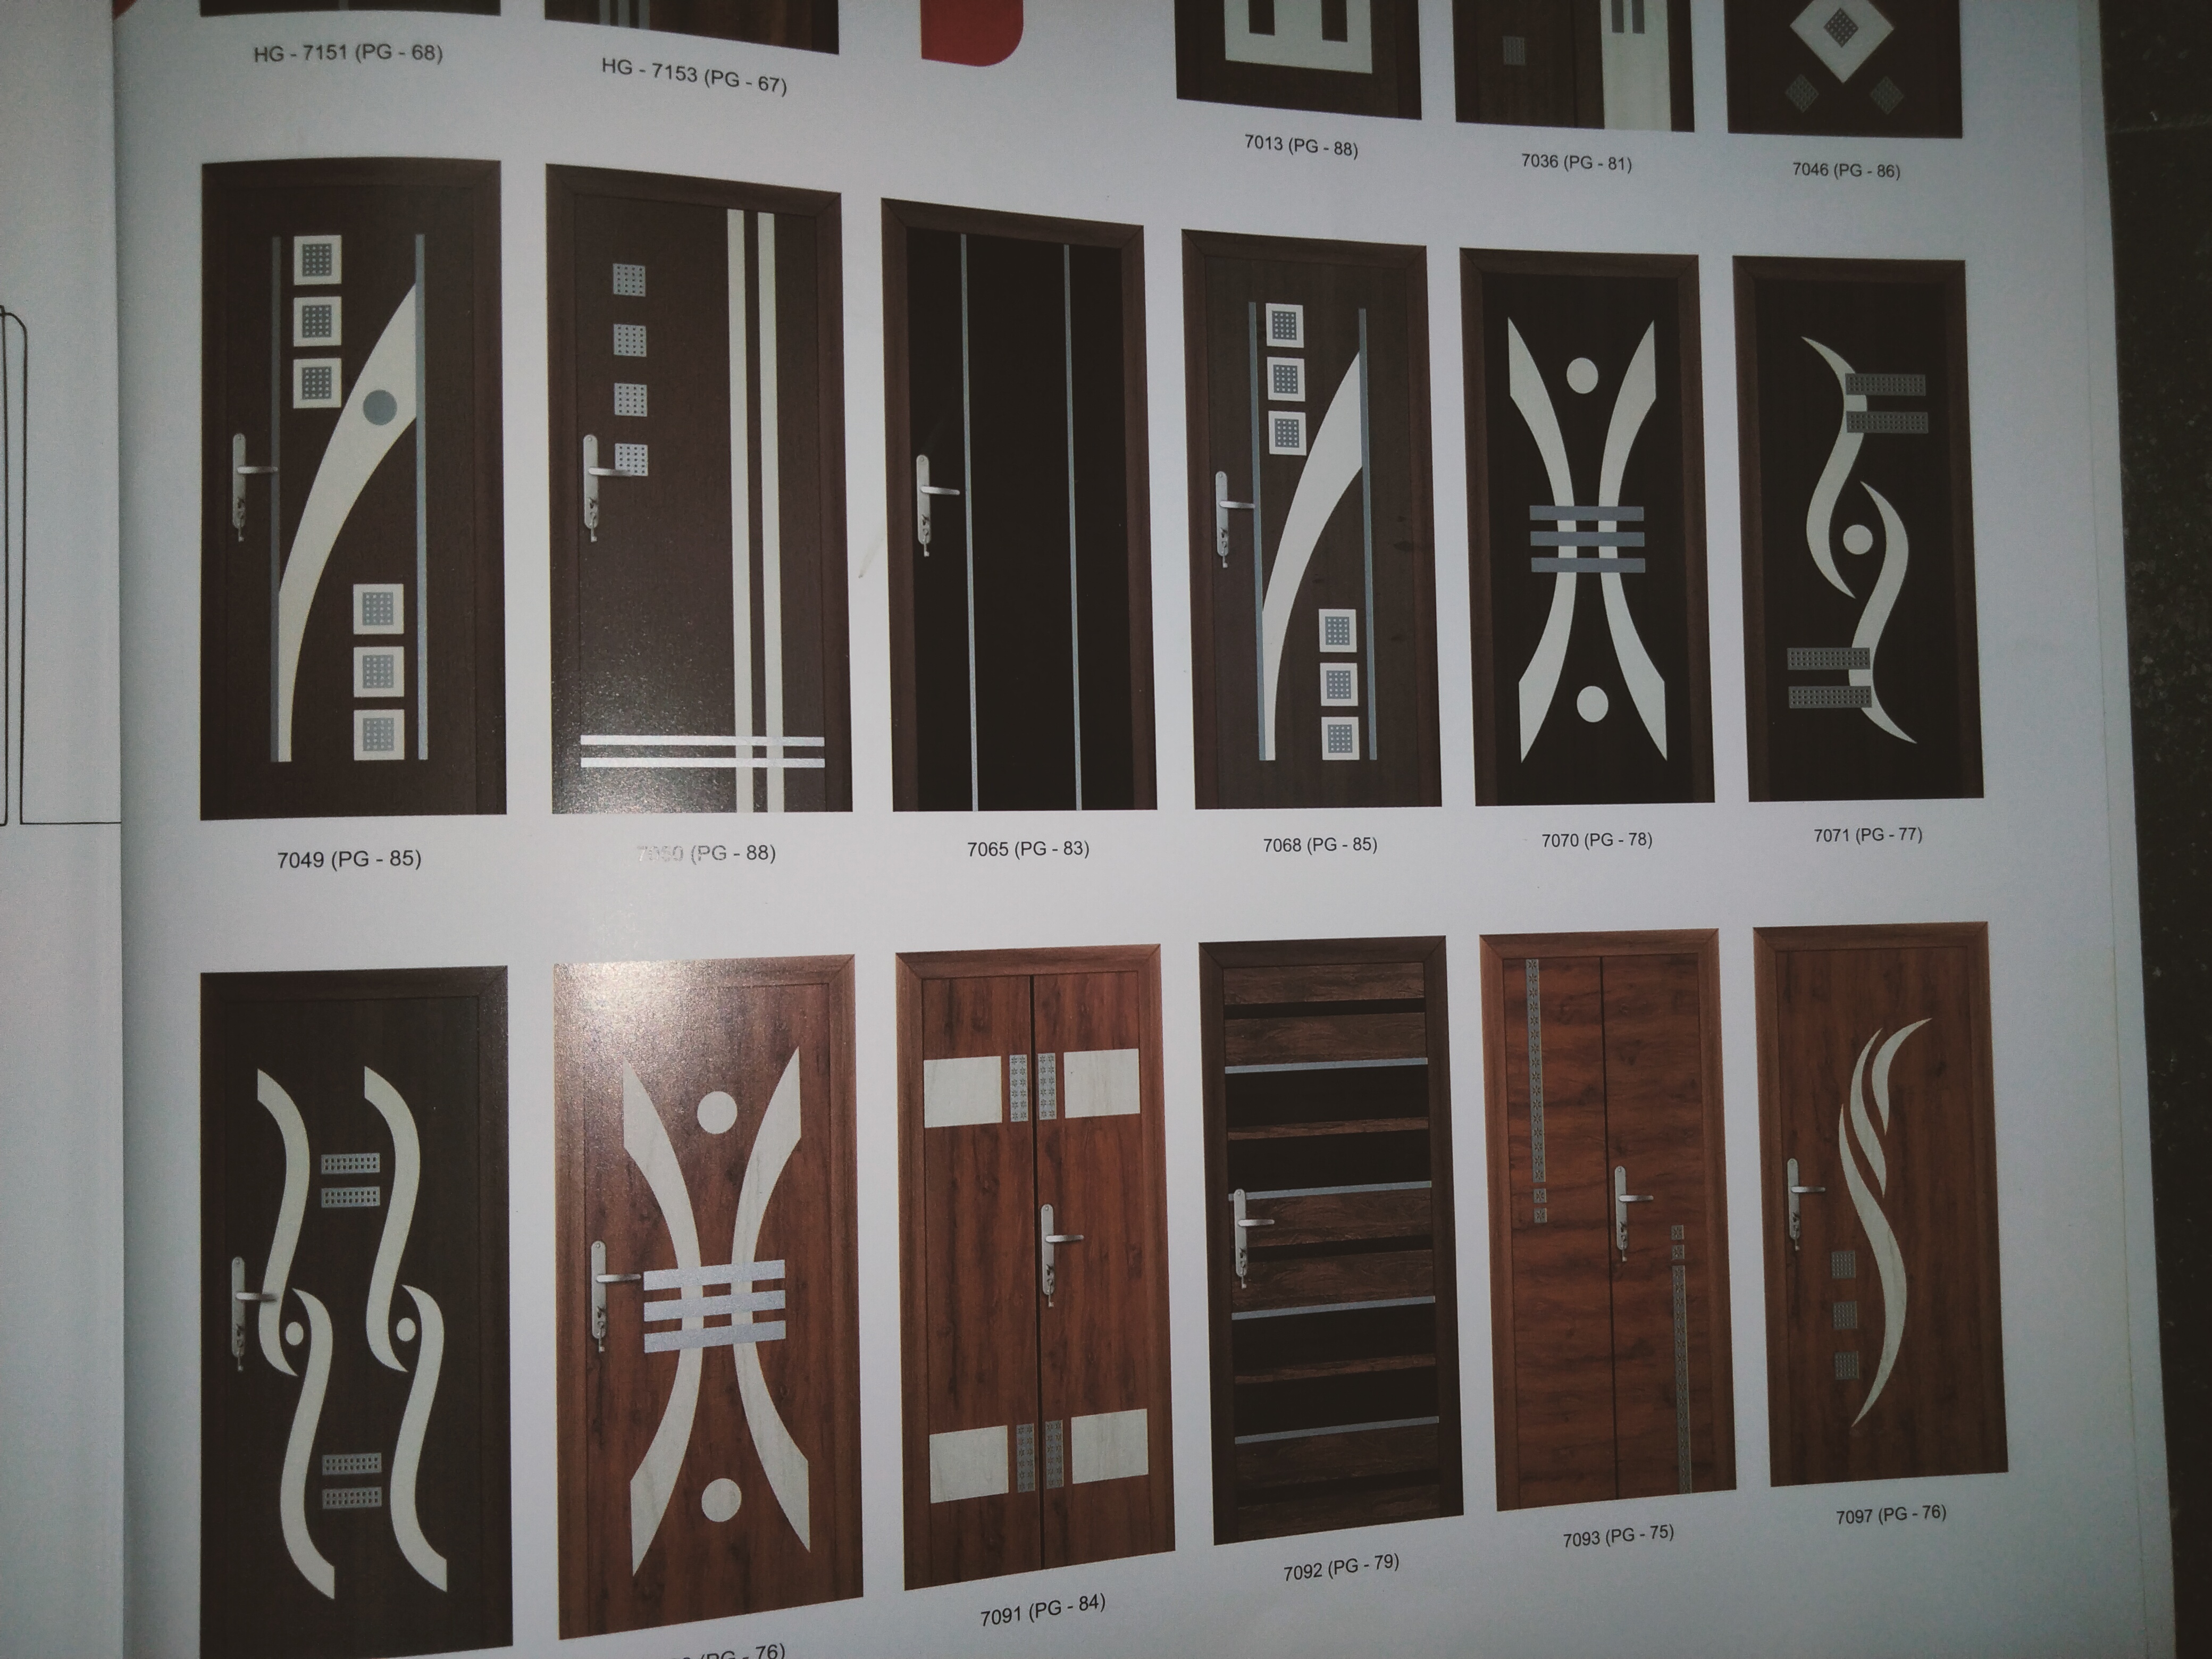 HG - 7151 (PG - 68)
HG - 7153 (PG - 67)
7013 (PG - 88)
7036 (PG - 81)
7046 (PG - 86)
7049 (PG - 85)
(PG - 88)
7065 (PG - 83)
7068 (PG - 85)
7070 (PG - 78)
7071 (PG - 77)
(PG - 76)
7091 (PG - 84)
7092 (PG - 79)
7093 (PG - 75)
7097 (PG - 76)